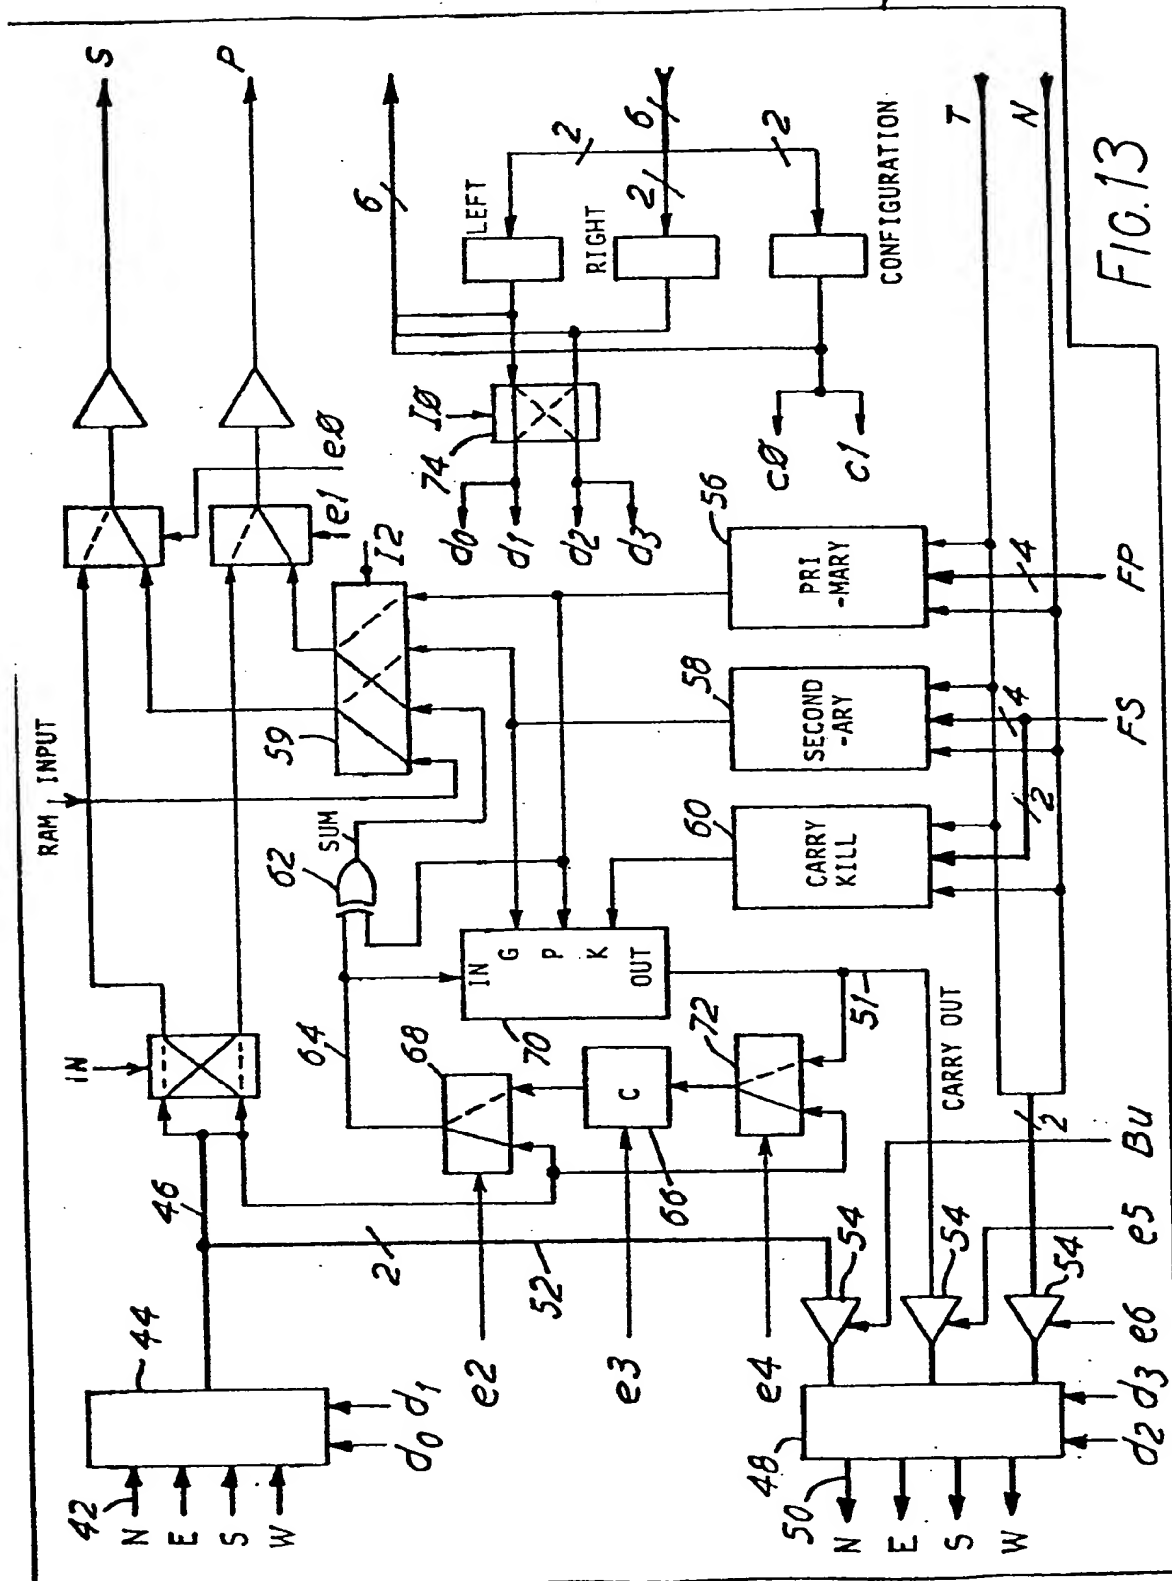 S
P
RAM INPUT
IN
46
44
42
N
E
S
W
d0
d1
2
52
64
68
62
SUM
59
I2
e1
e0
6
74
I0
LEFT
2
6
RIGHT
2
2
CONFIGURATION
d0
d1
d2
d3
c0
c1
IN
G
P
K
OUT
70
C
66
72
e2
e3
e4
51
CARRY OUT
60
CARRY
KILL
58
SECOND
-ARY
56
PRI
-MARY
2
4
4
T
N
2
54
54
54
48
50
N
E
S
W
d2
d3
e6
e5
BU
FS
FP
FIG.13